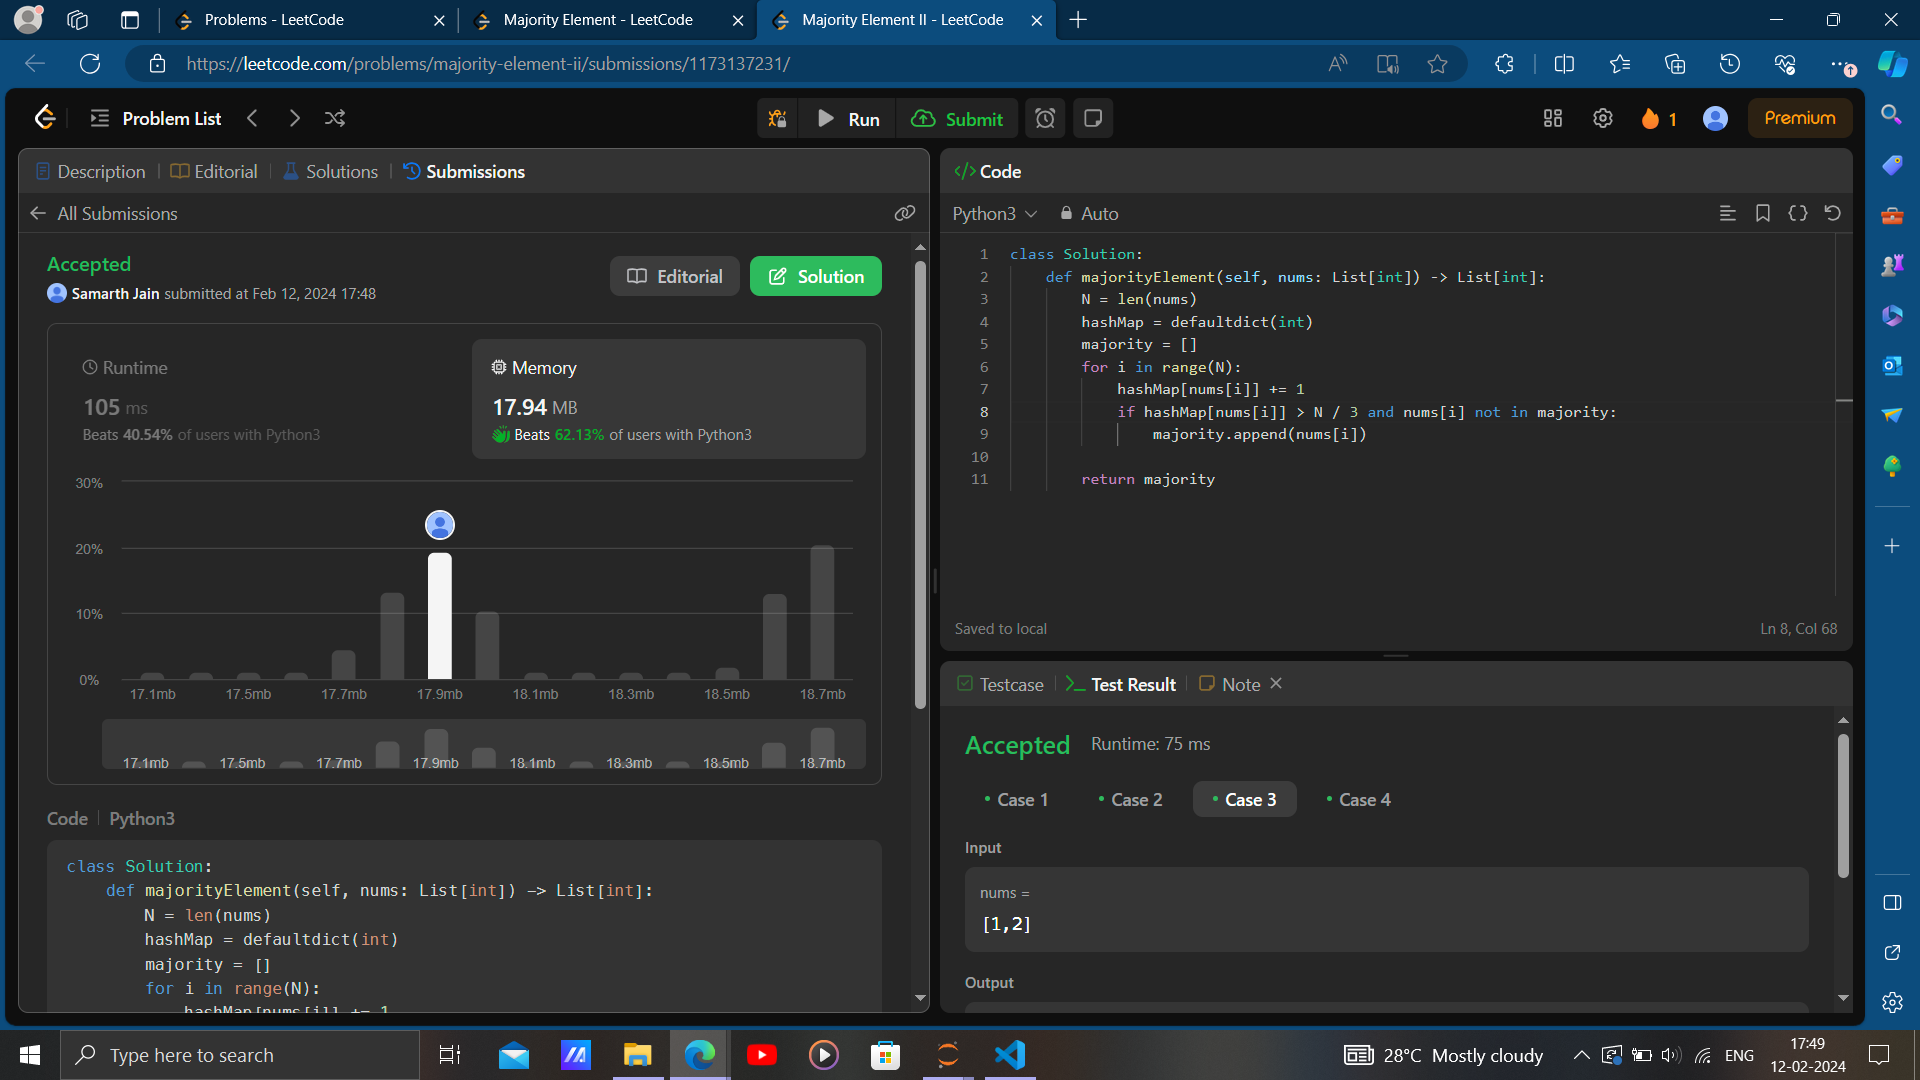 Problems - LeetCode
Majority Element - LeetCode
Majority Element II - LeetCode
https://leetcode.com/problems/majority-element-ii/submissions/1173137231/
Problem List
Run
Submit
1
Premium
Description
Editorial
Solutions
Submissions
All Submissions
Accepted
Samarth Jain submitted at Feb 12, 2024 17:48
Editorial
Solution
Runtime
105 ms
Beats 40.54% of users with Python3
Memory
17.94 MB
Beats 62.13% of users with Python3
30%
20%
10%
0%
17.1mb 17.5mb 17.7mb 17.9mb 18.1mb 18.3mb 18.5mb 18.7mb
17.1mb 17.5mb 17.7mb 17.9mb 18.1mb 18.3mb 18.5mb 18.7mb
Code | Python3
class Solution:
def majorityElement(self, nums: List[int]) -> List[int]:
N = len(nums)
hashMap = defaultdict(int)
majority = []
for i in range(N):
hashMap[nums[i]] += 1
</> Code
Python3
Auto
1 class Solution:
2 def majorityElement(self, nums: List[int]) -> List[int]:
3 N = len(nums)
4 hashMap = defaultdict(int)
5 majority = []
6 for i in range(N):
7 hashMap[nums[i]] += 1
8 if hashMap[nums[i]] > N / 3 and nums[i] not in majority:
9 majority.append(nums[i])
10
11 return majority
Saved to local
Ln 8, Col 68
Testcase
Test Result
Note
Accepted
Runtime: 75 ms
Case 1
Case 2
Case 3
Case 4
Input
nums =
[1,2]
Output
Type here to search
28°C Mostly cloudy
ENG
17:49
12-02-2024